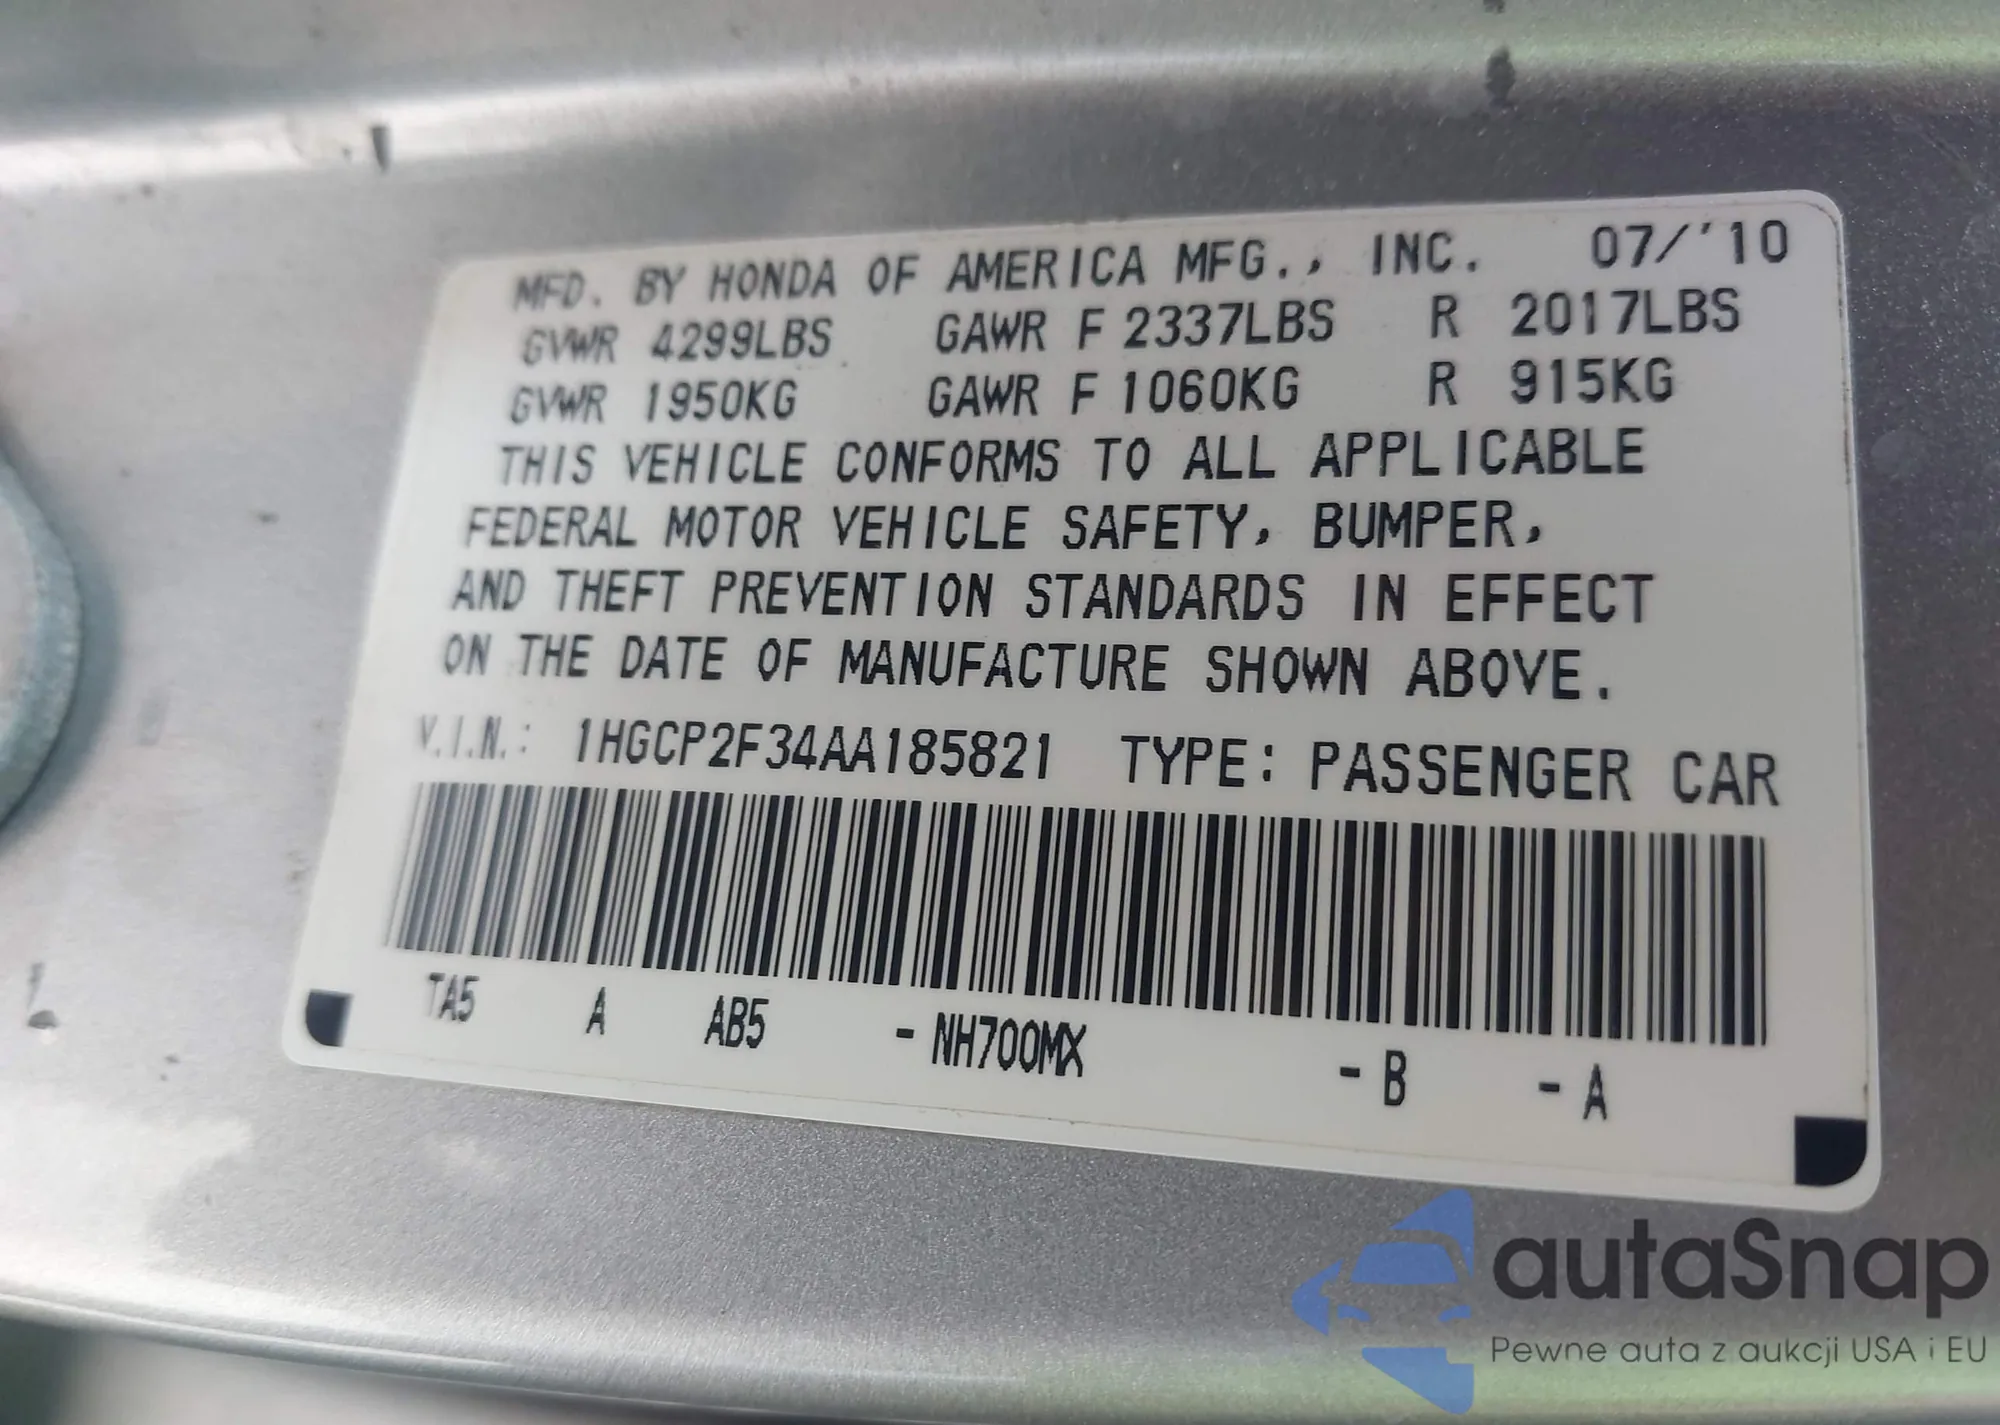 MFD. BY HONDA OF AMERICA MFG., INC. 07/'10
GVWR 4299LBS GAWR F 2337LBS R 2017LBS
GVWR 1950KG GAWR F 1060KG R 915KG
THIS VEHICLE CONFORMS TO ALL APPLICABLE
FEDERAL MOTOR VEHICLE SAFETY, BUMPER,
AND THEFT PREVENTION STANDARDS IN EFFECT
ON THE DATE OF MANUFACTURE SHOWN ABOVE.
V.I.N.: 1HGCP2F34AA185821 TYPE: PASSENGER CAR
TA5 A AB5 -NH700MX -B -A
autaSnap
Pewne auta z aukcji USA i EU